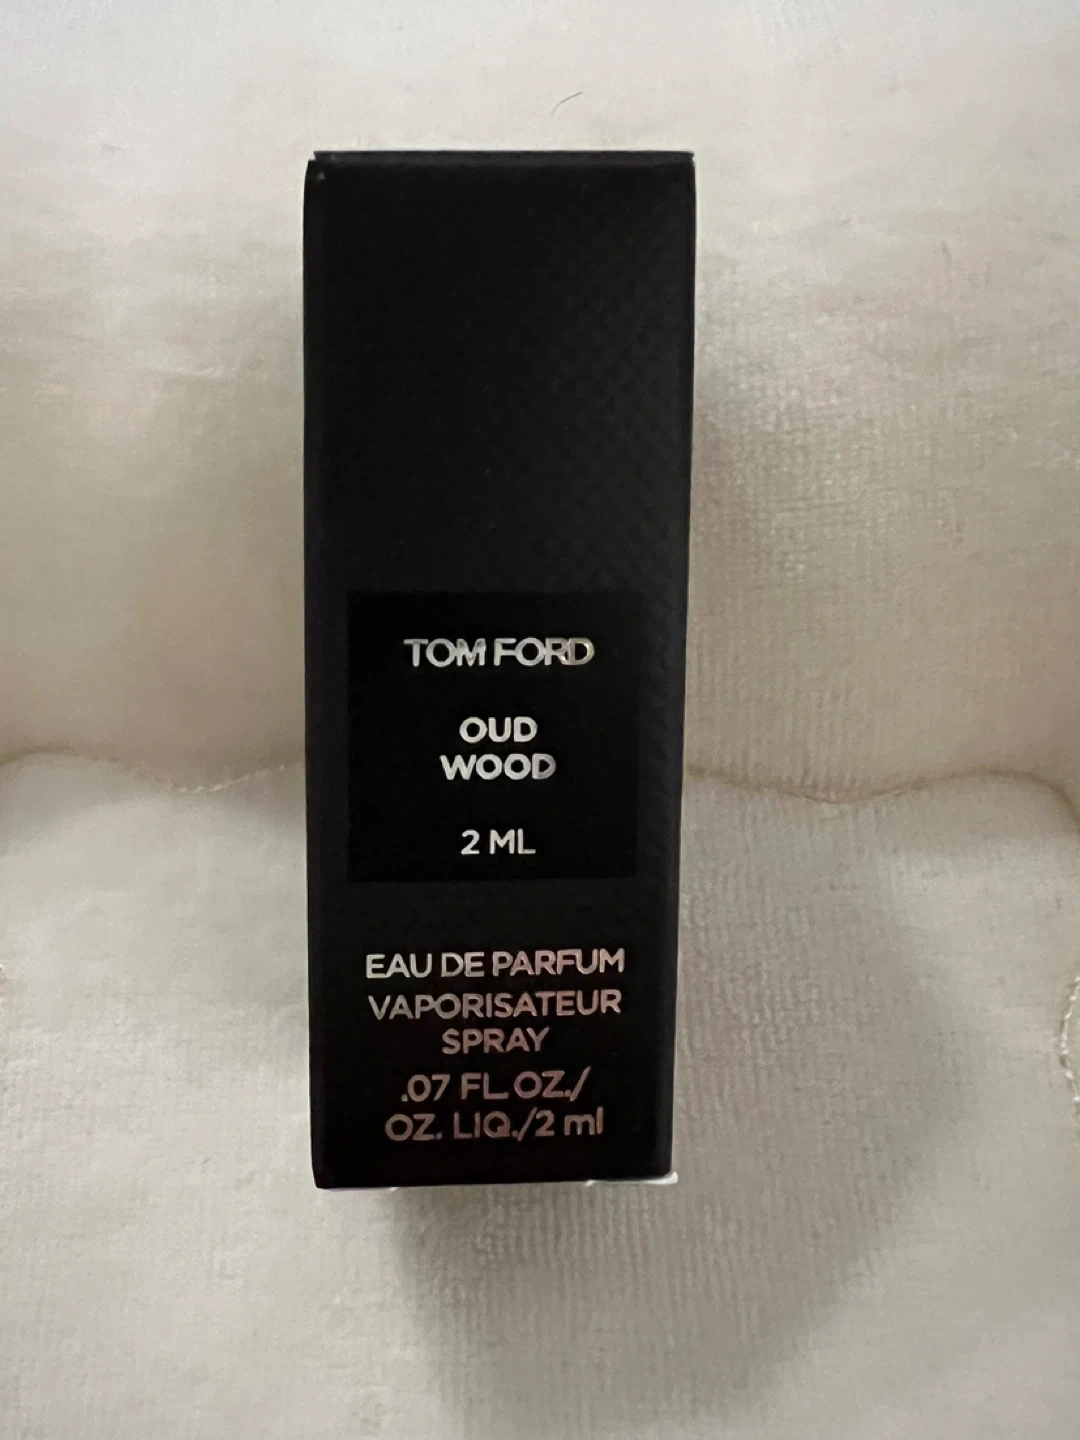 TOM FORD
OUD
WOOD
2 ML
EAU DE PARFUM
VAPORISATEUR
SPRAY
.07 FL OZ./
OZ. LIQ./2 ml